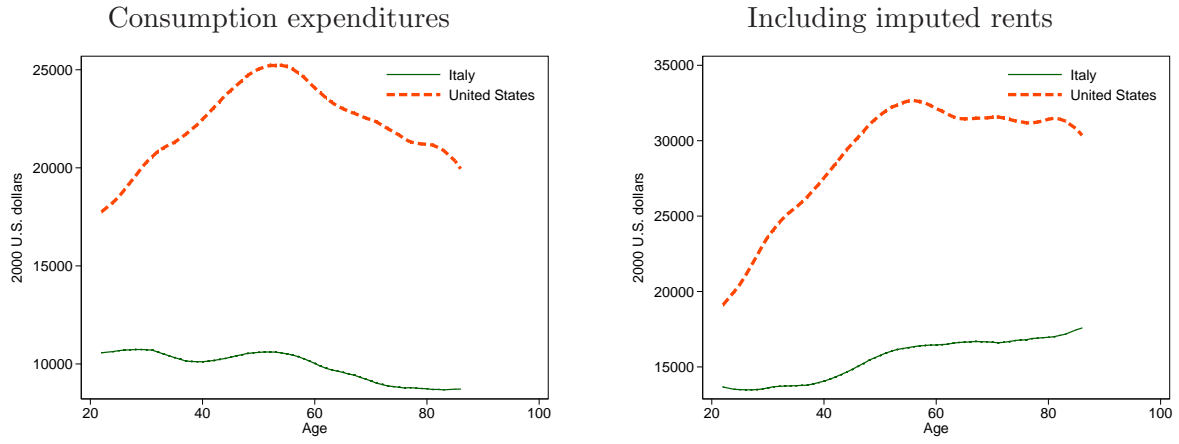 Consumption expenditures
25000
20000
15000
10000
2000 U.S. dollars
20 40 60 80 100
Age
Italy
United States
Including imputed rents
35000
30000
25000
20000
15000
2000 U.S. dollars
20 40 60 80 100
Age
Italy
United States